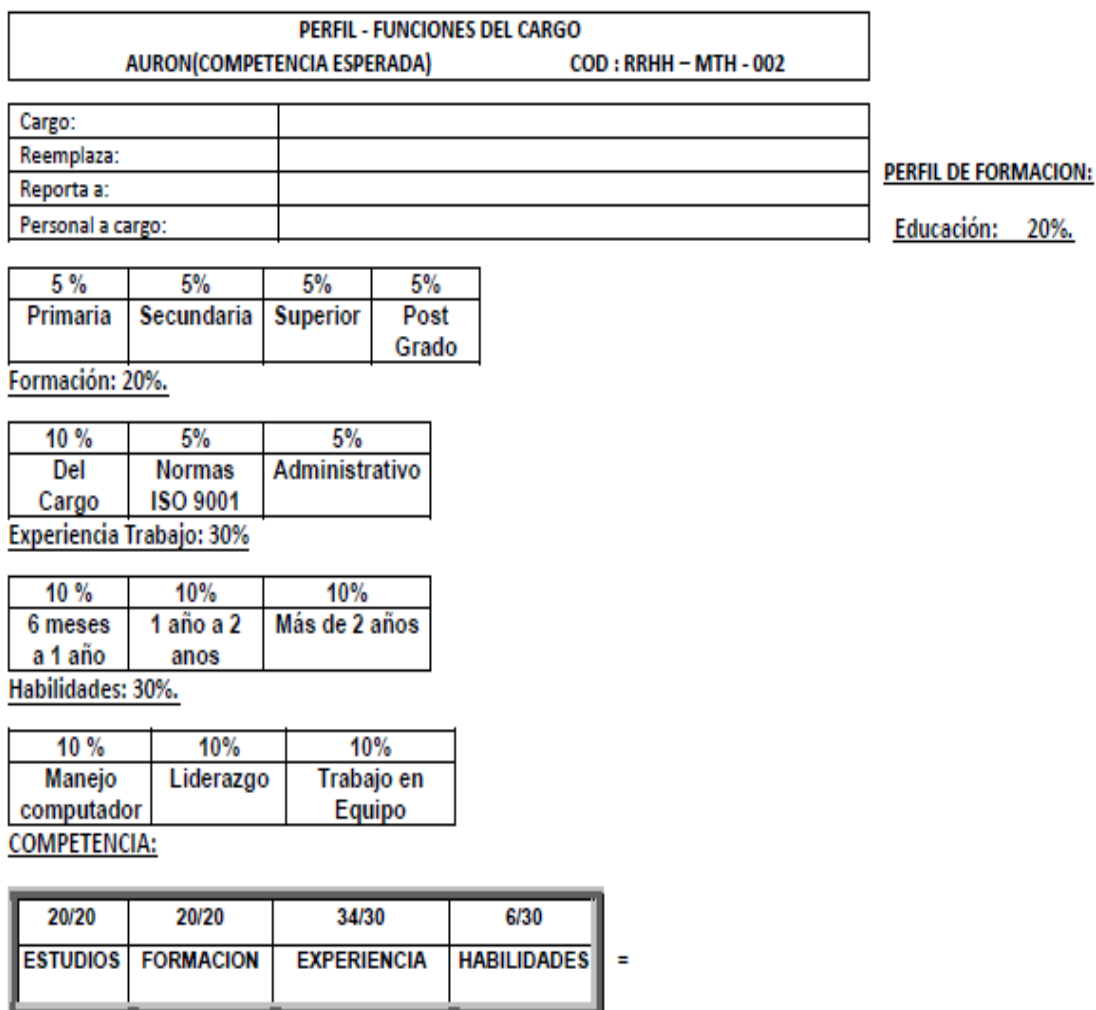 PERFIL - FUNCIONES DEL CARGO
AURON(COMPETENCIA ESPERADA) COD : RRHH – MTH - 002
Cargo:
Reemplaza:
Reporta a:
Personal a cargo:
PERFIL DE FORMACION:
Educación: 20%.
5 % 5% 5% 5%
Primaria Secundaria Superior Post
Grado
Formación: 20%.
10 % 5% 5%
Del Normas Administrativo
Cargo ISO 9001
Experiencia Trabajo: 30%
10 % 10% 10%
6 meses 1 año a 2 Más de 2 años
a 1 año anos
Habilidades: 30%.
10 % 10% 10%
Manejo Liderazgo Trabajo en
computador Equipo
COMPETENCIA:
20/20 20/20 34/30 6/30
ESTUDIOS FORMACION EXPERIENCIA HABILIDADES =